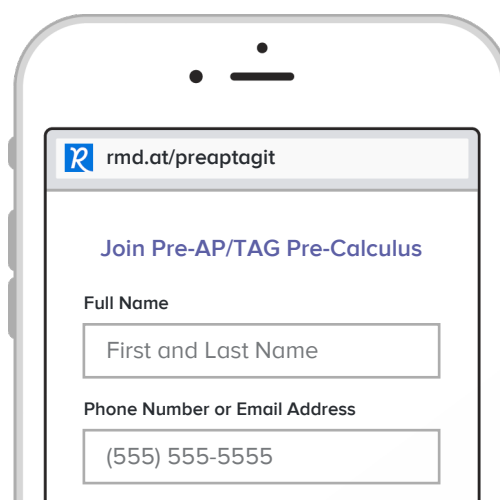 rmd.at/preaptagit
Join Pre-AP/TAG Pre-Calculus
Full Name
First and Last Name
Phone Number or Email Address
(555) 555-5555